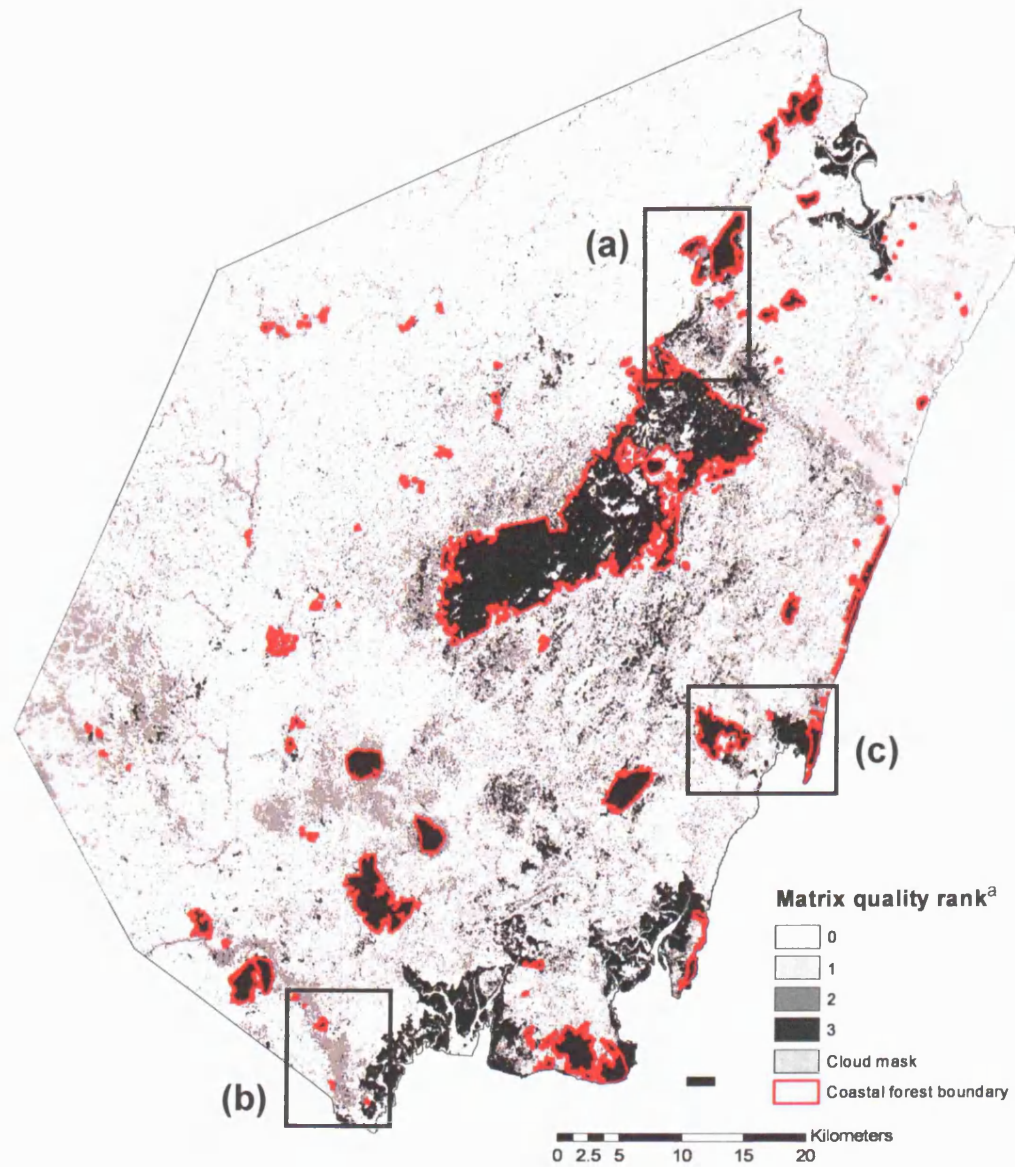 (a)
(c)
(b)
Matrix quality rankᵃ
0
1
2
3
Cloud mask
Coastal forest boundary
Kilometers
0 2.5 5 10 15 20